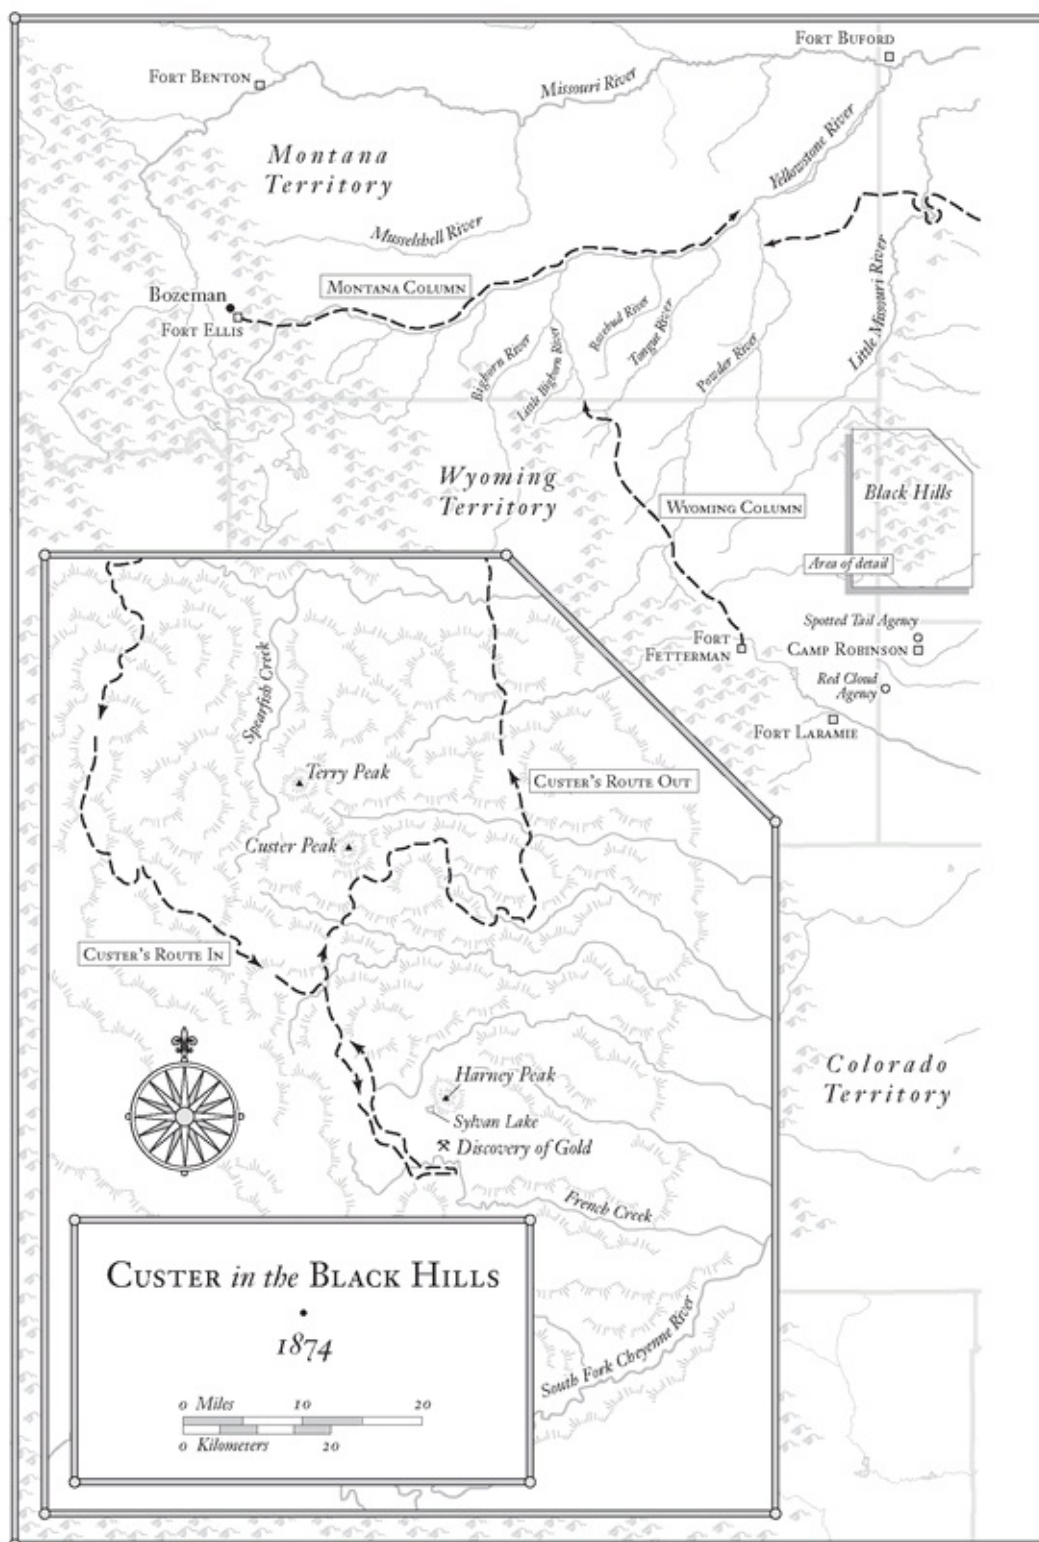 Fort Buford
Fort Benton
Missouri River
Montana
Territory
Yellowstone River
Musselshell River
Little Missouri River
Montana Column
Bozeman
Fort Ellis
Rosebud River
Tongue River
Bighorn River
Little Bighorn River
Powder River
Wyoming
Territory
Wyoming Column
Black Hills
Area of detail
Spotted Tail Agency
Camp Robinson
Red Cloud
Agency
Fort
Fetterman
Fort Laramie
Spearfish Creek
Terry Peak
Custer's Route Out
Custer Peak
Custer's Route In
Harney Peak
Sylvan Lake
Discovery of Gold
French Creek
Colorado
Territory
South Fork Cheyenne River
Custer in the Black Hills
1874
0 Miles 10 20
0 Kilometers 20